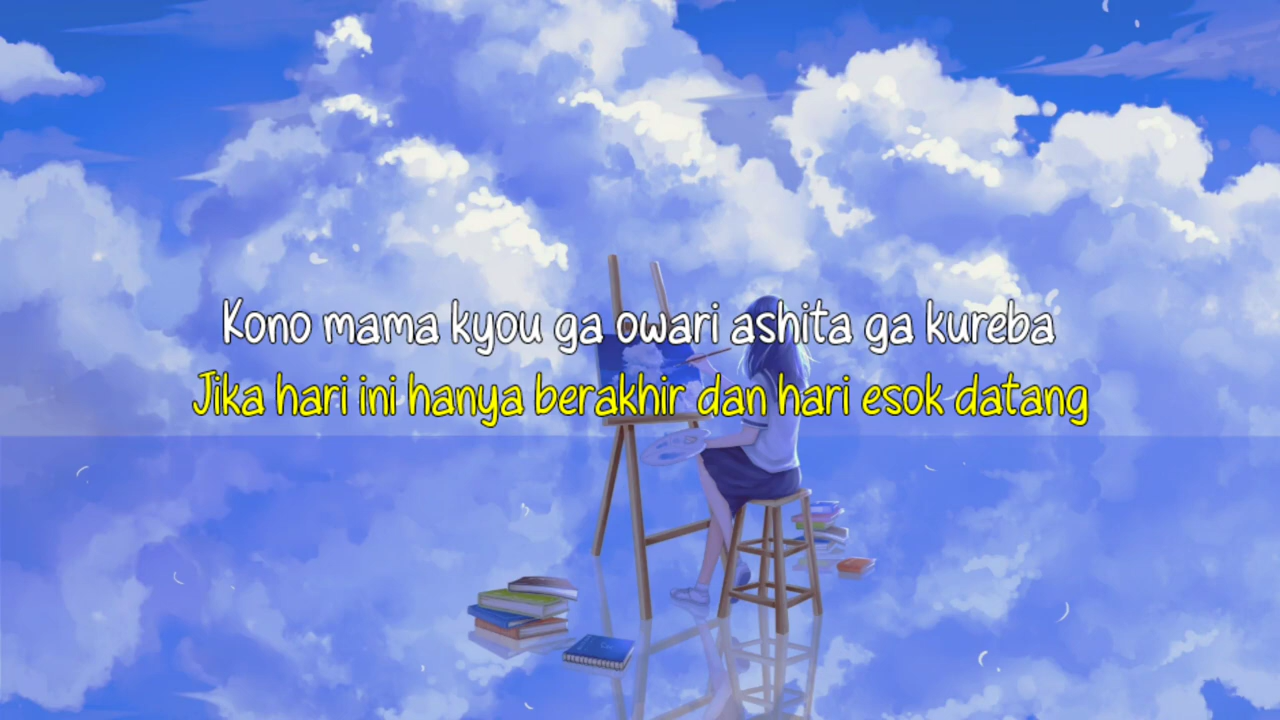 Kono mama kyou ga owari ashita ga kureba
Jika hari ini hanya berakhir dan hari esok datang